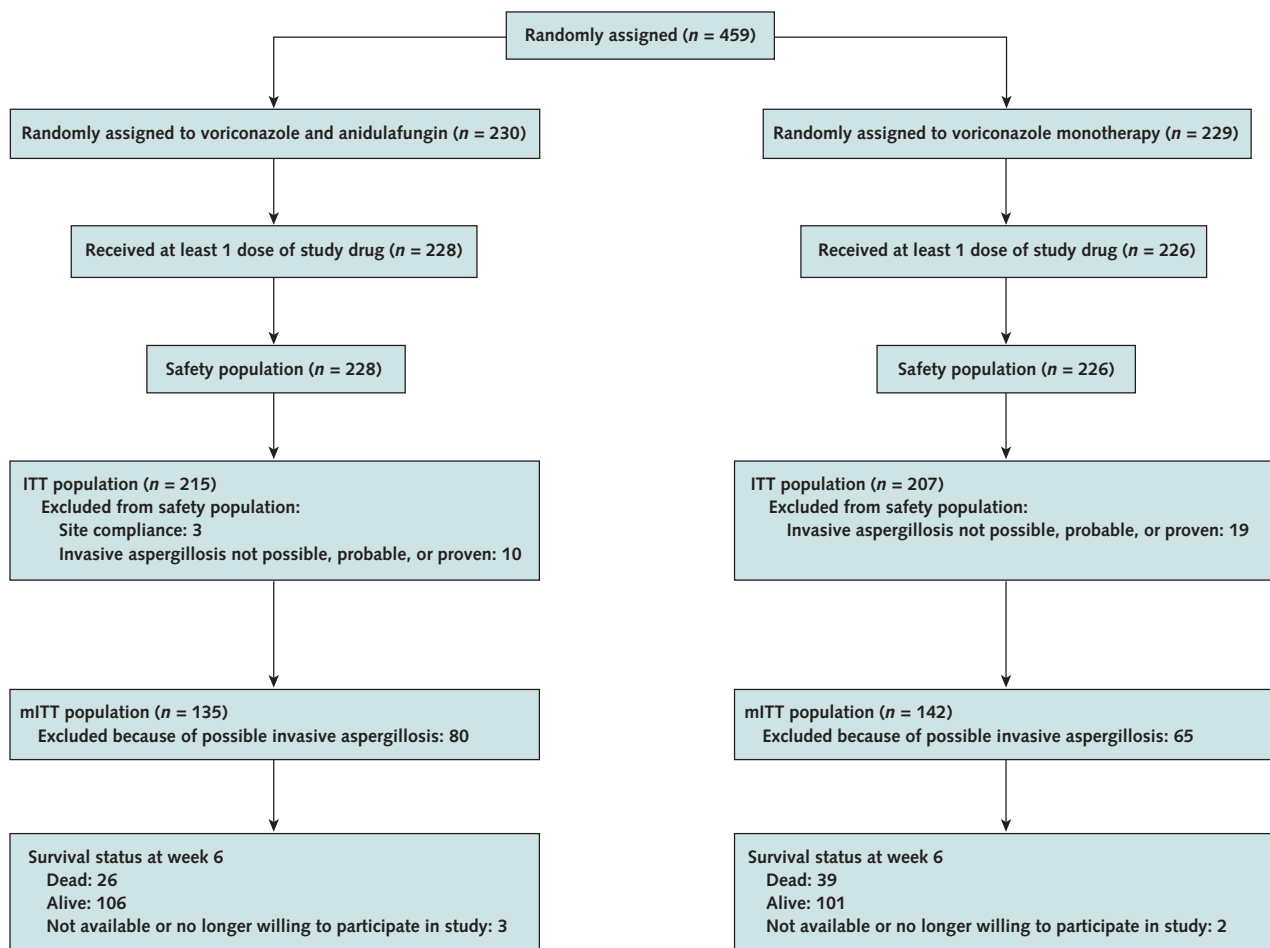 Randomly assigned (n = 459)
Randomly assigned to voriconazole and anidulafungin (n = 230)
Randomly assigned to voriconazole monotherapy (n = 229)
Received at least 1 dose of study drug (n = 228)
Received at least 1 dose of study drug (n = 226)
Safety population (n = 228)
Safety population (n = 226)
ITT population (n = 215)
Excluded from safety population:
Site compliance: 3
Invasive aspergillosis not possible, probable, or proven: 10
ITT population (n = 207)
Excluded from safety population:
Invasive aspergillosis not possible, probable, or proven: 19
mITT population (n = 135)
Excluded because of possible invasive aspergillosis: 80
mITT population (n = 142)
Excluded because of possible invasive aspergillosis: 65
Survival status at week 6
Dead: 26
Alive: 106
Not available or no longer willing to participate in study: 3
Survival status at week 6
Dead: 39
Alive: 101
Not available or no longer willing to participate in study: 2